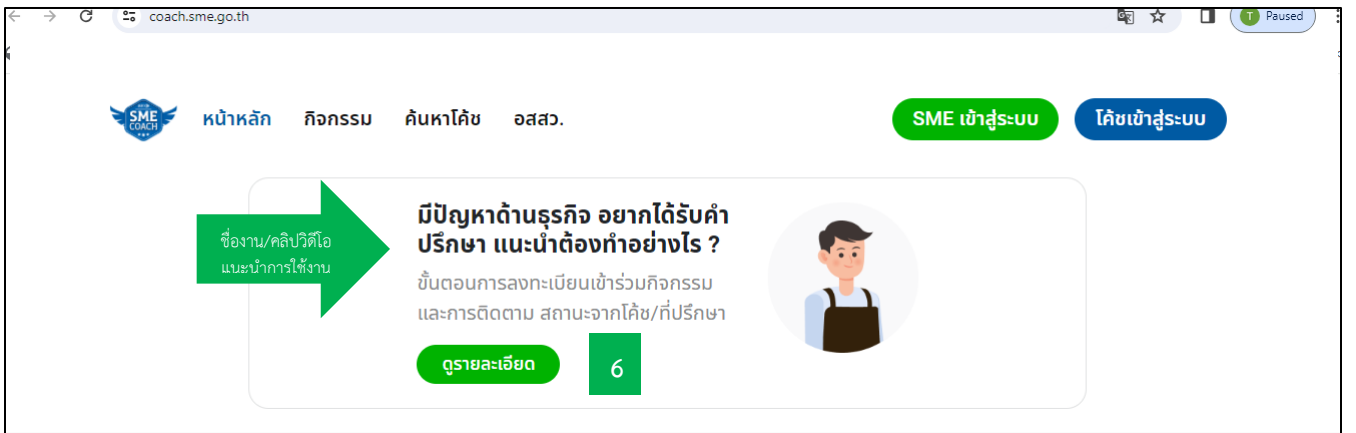 coach.sme.go.th
T Paused
SME COACH
หน้าหลัก กิจกรรม ค้นหาโค้ช อสสว.
SME เข้าสู่ระบบ โค้ชเข้าสู่ระบบ
ชื่องาน/คลิปวิดีโอ
แนะนำการใช้งาน
มีปัญหาด้านธุรกิจ อยากได้รับคำ
ปรึกษา แนะนำต้องทำอย่างไร ?
ขั้นตอนการลงทะเบียนเข้าร่วมกิจกรรม
และการติดตาม สถานะจากโค้ช/ที่ปรึกษา
ดูรายละเอียด
6